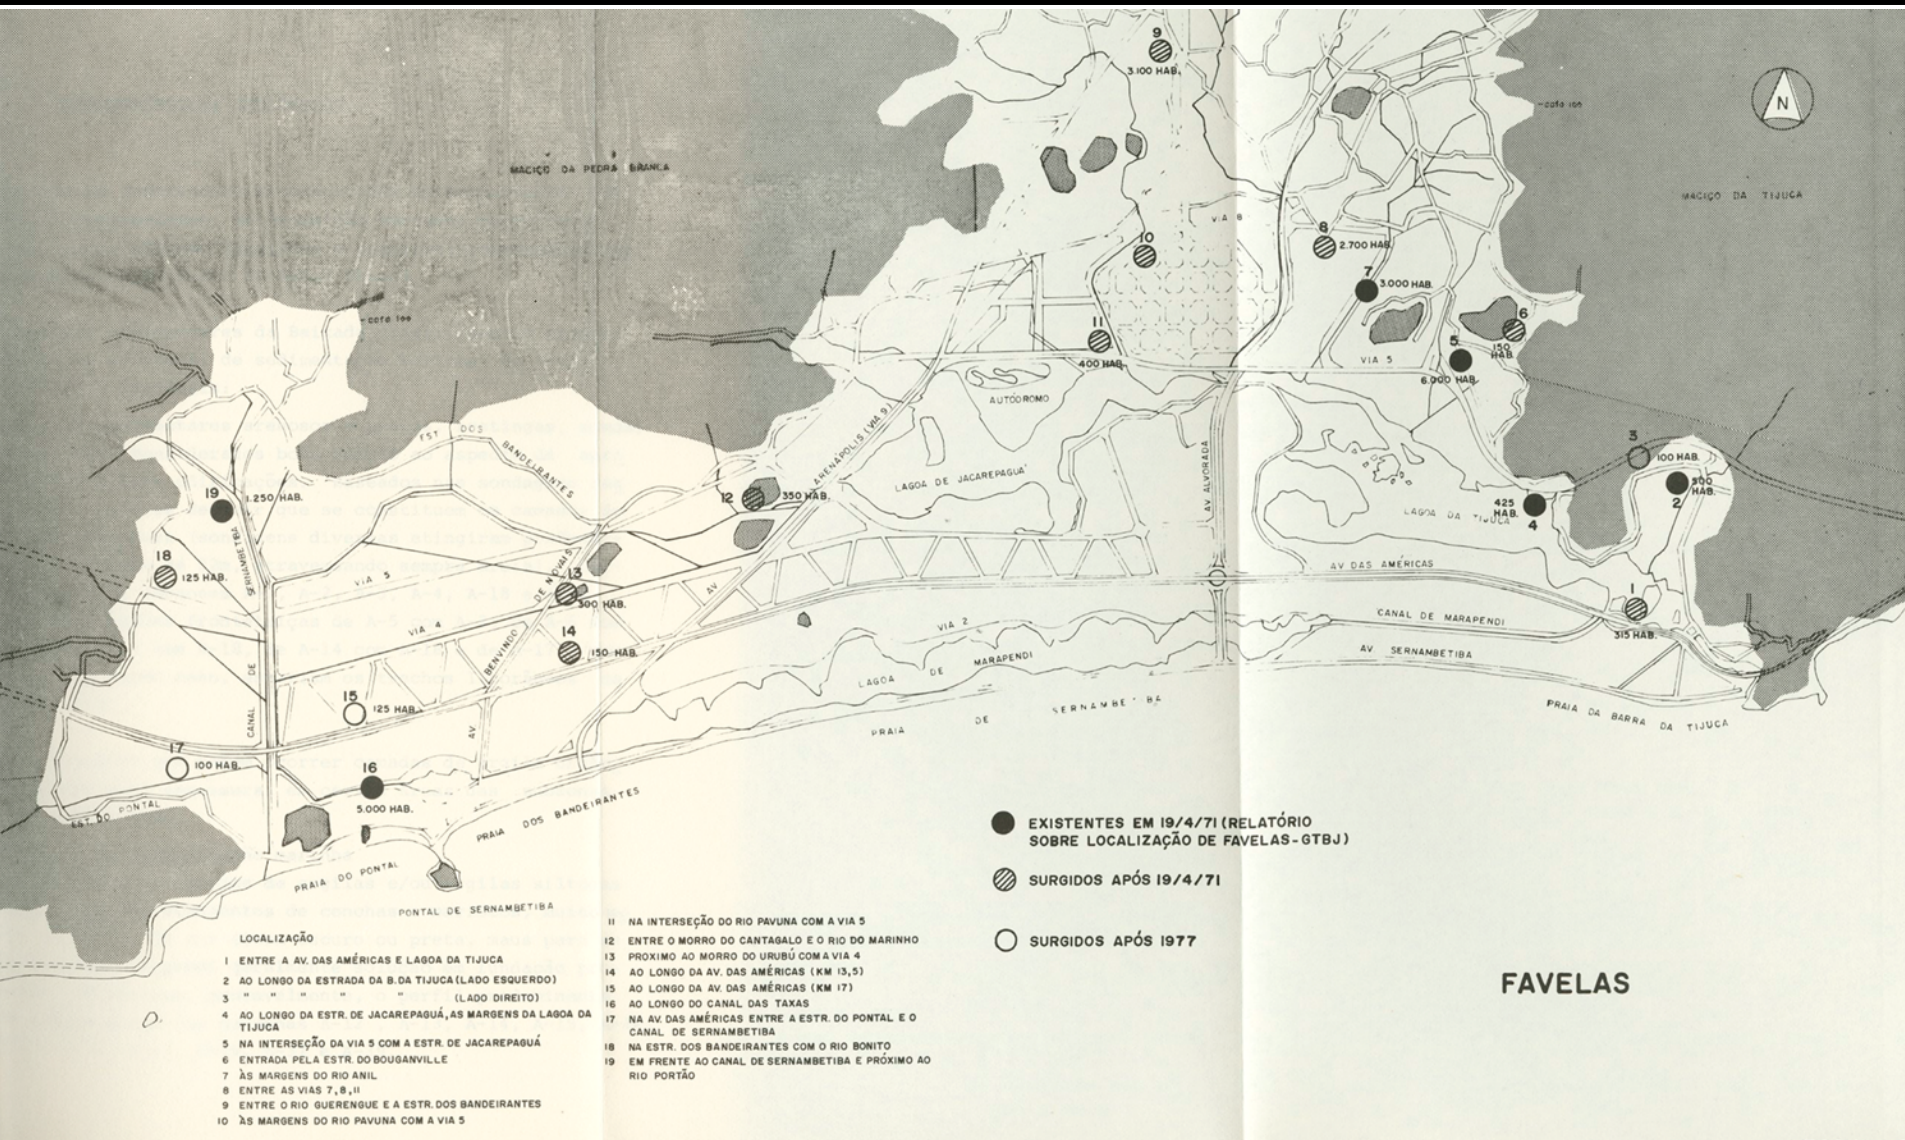 9
3.100 HAB.
N
cota 100
MACIÇO DA PEDRA BRANCA
MACIÇO DA TIJUCA
VIA 8
8
2.700 HAB.
10
7
3.000 HAB.
cota 100
6
150
HAB.
11
400 HAB.
VIA 5
5
6.000 HAB.
AUTÓDROMO
EST DOS
BANDEIRANTES
ARENÁPOLIS (VIA 9)
AV
AV ALVORADA
3
100 HAB.
LAGOA DE JACAREPAGUÁ
12
350 HAB.
19
1.250 HAB.
2
500
HAB.
425
HAB.
4
LAGOA DA TIJUCA
18
125 HAB.
CANAL DE SERNAMBETIBA
VIA 5
AV. BENVINDO DE NOVAIS
13
300 HAB.
AV DAS AMÉRICAS
1
315 HAB.
DE
CANAL DE MARAPENDI
VIA 4
VIA 2
14
150 HAB.
AV SERNAMBETIBA
LAGOA DE MARAPENDI
15
125 HAB.
PRAIA DE SERNAMBETIBA
PRAIA DA BARRA DA TIJUCA
17
100 HAB.
16
5.000 HAB.
EST. DO PONTAL
PRAIA DOS BANDEIRANTES
PRAIA DO PONTAL
PONTAL DE SERNAMBETIBA
EXISTENTES EM 19/4/71 (RELATÓRIO
SOBRE LOCALIZAÇÃO DE FAVELAS-GTBJ)
SURGIDOS APÓS 19/4/71
SURGIDOS APÓS 1977
FAVELAS
LOCALIZAÇÃO
1 ENTRE A AV. DAS AMÉRICAS E LAGOA DA TIJUCA
2 AO LONGO DA ESTRADA DA B. DA TIJUCA (LADO ESQUERDO)
3 " " " " " (LADO DIREITO)
4 AO LONGO DA ESTR. DE JACAREPAGUÁ, AS MARGENS DA LAGOA DA
TIJUCA
5 NA INTERSEÇÃO DA VIA 5 COM A ESTR. DE JACAREPAGUÁ
6 ENTRADA PELA ESTR. DO BOUGANVILLE
7 ÀS MARGENS DO RIO ANIL
8 ENTRE AS VIAS 7, 8, 11
9 ENTRE O RIO GUERENGUE E A ESTR. DOS BANDEIRANTES
10 ÀS MARGENS DO RIO PAVUNA COM A VIA 5
11 NA INTERSEÇÃO DO RIO PAVUNA COM A VIA 5
12 ENTRE O MORRO DO CANTAGALO E O RIO DO MARINHO
13 PROXIMO AO MORRO DO URUBÚ COM A VIA 4
14 AO LONGO DA AV. DAS AMÉRICAS (KM 13,5)
15 AO LONGO DA AV. DAS AMÉRICAS (KM 17)
16 AO LONGO DO CANAL DAS TAXAS
17 NA AV. DAS AMÉRICAS ENTRE A ESTR. DO PONTAL E O
CANAL DE SERNAMBETIBA
18 NA ESTR. DOS BANDEIRANTES COM O RIO BONITO
19 EM FRENTE AO CANAL DE SERNAMBETIBA E PRÓXIMO AO
RIO PORTÃO